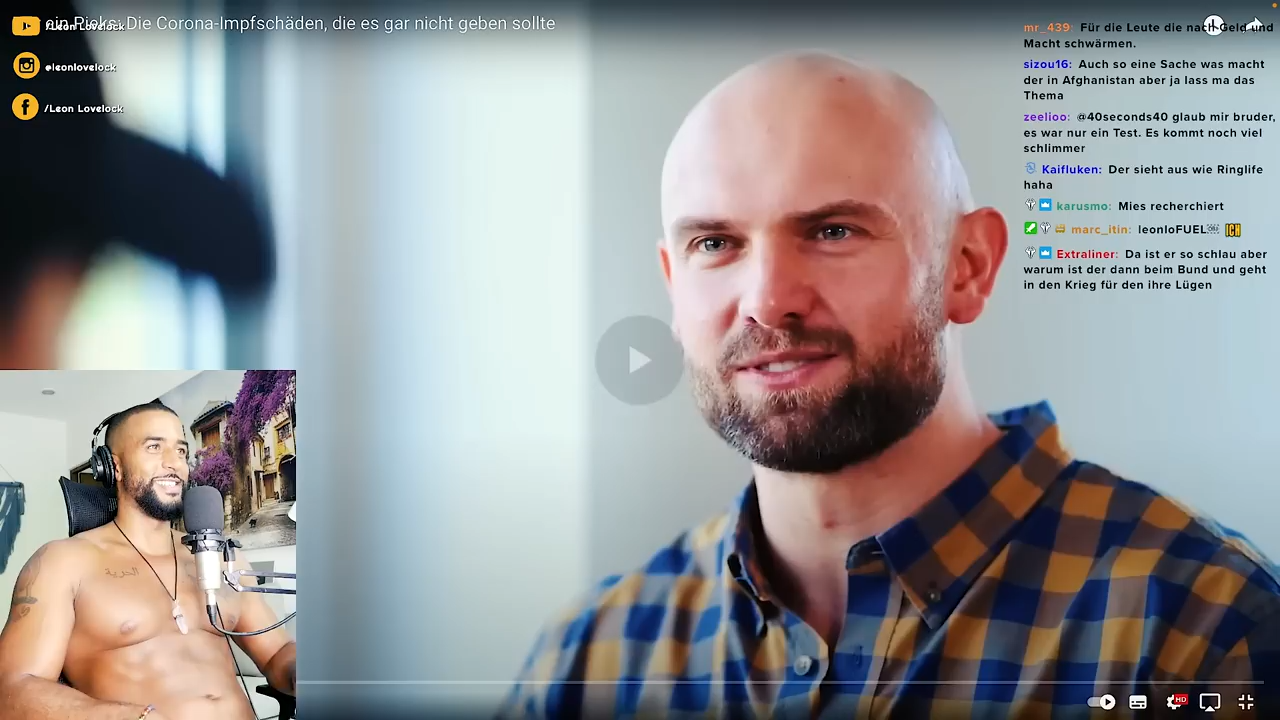 ein Pieks: Die Corona-Impfschäden, die es gar nicht geben sollte
/Leon Lovelock
@leonlovelock
/Leon Lovelock
mr_439: Für die Leute die nach Geld und
Macht schwärmen.
sizou16: Auch so eine Sache was macht
der in Afghanistan aber ja lass ma das
Thema
zeelioo: @40seconds40 glaub mir bruder,
es war nur ein Test. Es kommt noch viel
schlimmer
Kaifluken: Der sieht aus wie Ringlife
haha
karusmo: Mies recherchiert
marc_itin: leonloFUEL
Extraliner: Da ist er so schlau aber
warum ist der dann beim Bund und geht
in den Krieg für den ihre Lügen
الحرية
HD